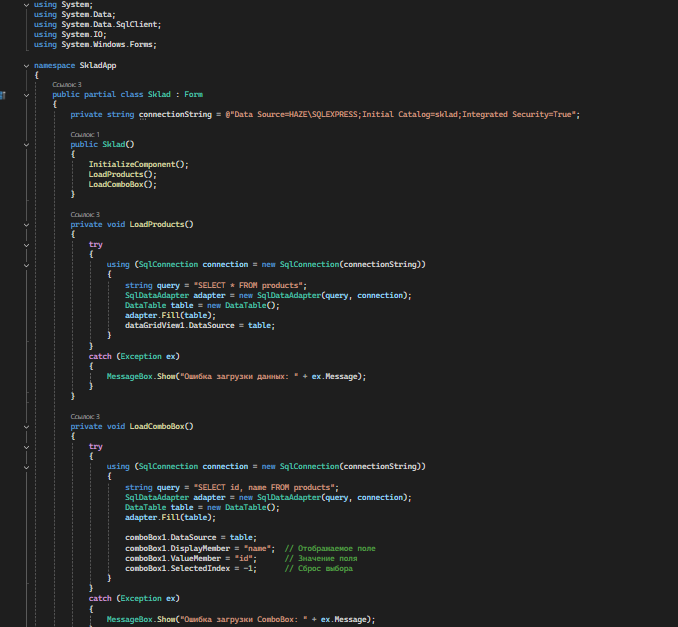 using System;
using System.Data;
using System.Data.SqlClient;
using System.IO;
using System.Windows.Forms;
namespace SkladApp
{
Ссылок: 3
public partial class Sklad : Form
{
private string connectionString = @"Data Source=HAZE\SQLEXPRESS;Initial Catalog=sklad;Integrated Security=True";
Ссылок: 1
public Sklad()
{
InitializeComponent();
LoadProducts();
LoadComboBox();
}
Ссылок: 3
private void LoadProducts()
{
try
{
using (SqlConnection connection = new SqlConnection(connectionString))
{
string query = "SELECT * FROM products";
SqlDataAdapter adapter = new SqlDataAdapter(query, connection);
DataTable table = new DataTable();
adapter.Fill(table);
dataGridView1.DataSource = table;
}
}
catch (Exception ex)
{
MessageBox.Show("Ошибка загрузки данных: " + ex.Message);
}
}
Ссылок: 3
private void LoadComboBox()
{
try
{
using (SqlConnection connection = new SqlConnection(connectionString))
{
string query = "SELECT id, name FROM products";
SqlDataAdapter adapter = new SqlDataAdapter(query, connection);
DataTable table = new DataTable();
adapter.Fill(table);
comboBox1.DataSource = table;
comboBox1.DisplayMember = "name"; // Отображаемое поле
comboBox1.ValueMember = "id"; // Значение поля
comboBox1.SelectedIndex = -1; // Сброс выбора
}
}
catch (Exception ex)
{
MessageBox.Show("Ошибка загрузки ComboBox: " + ex.Message);